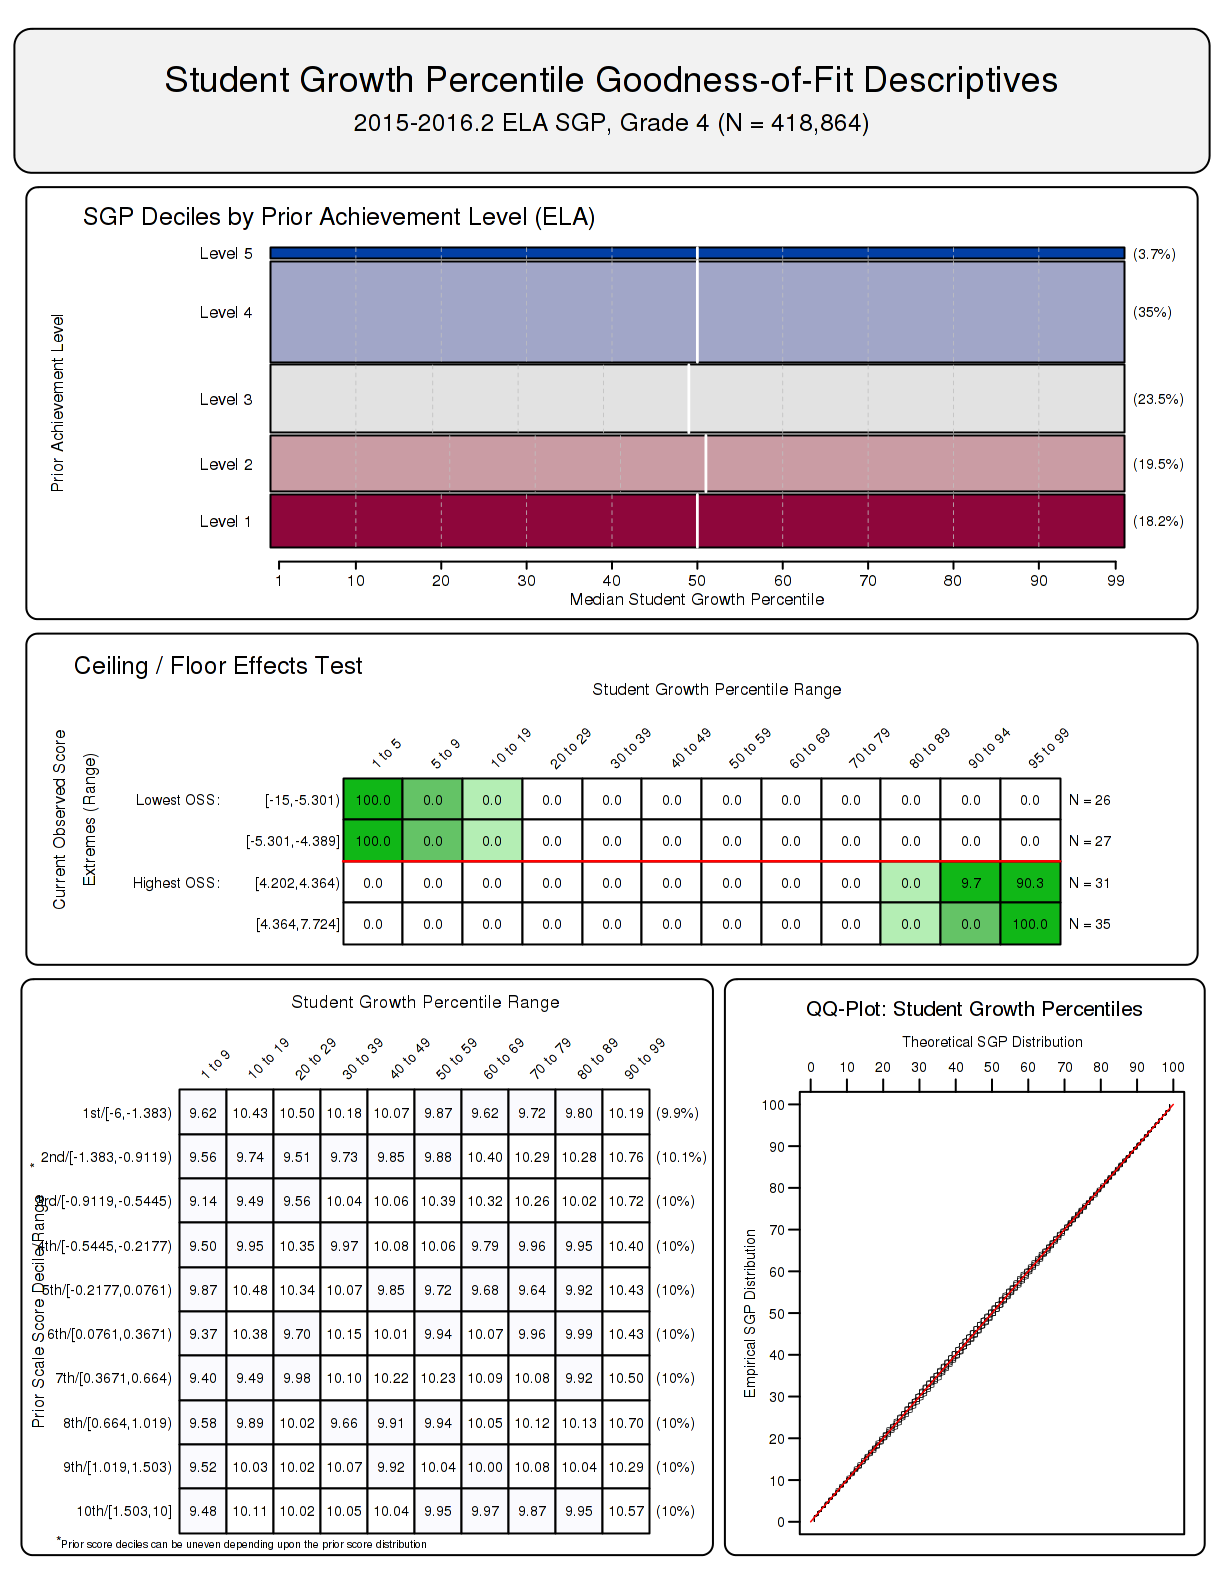 Student Growth Percentile Goodness-of-Fit Descriptives
2015-2016.2 ELA SGP, Grade 4 (N = 418,864)
SGP Deciles by Prior Achievement Level (ELA)
Prior Achievement Level
Level 5 (3.7%)
Level 4 (35%)
Level 3 (23.5%)
Level 2 (19.5%)
Level 1 (18.2%)
1 10 20 30 40 50 60 70 80 90 99
Median Student Growth Percentile
Ceiling / Floor Effects Test
Student Growth Percentile Range
Current Observed Score
Extremes (Range)
1 to 5 5 to 9 10 to 19 20 to 29 30 to 39 40 to 49 50 to 59 60 to 69 70 to 79 80 to 89 90 to 94 95 to 99
Lowest OSS: [-15,-5.301) 100.0 0.0 0.0 0.0 0.0 0.0 0.0 0.0 0.0 0.0 0.0 0.0 N = 26
[-5.301,-4.389] 100.0 0.0 0.0 0.0 0.0 0.0 0.0 0.0 0.0 0.0 0.0 0.0 N = 27
Highest OSS: [4.202,4.364) 0.0 0.0 0.0 0.0 0.0 0.0 0.0 0.0 0.0 0.0 9.7 90.3 N = 31
[4.364,7.724] 0.0 0.0 0.0 0.0 0.0 0.0 0.0 0.0 0.0 0.0 0.0 100.0 N = 35
Student Growth Percentile Range
Prior Scale Score Decile/Range *
1 to 9 10 to 19 20 to 29 30 to 39 40 to 49 50 to 59 60 to 69 70 to 79 80 to 89 90 to 99
1st/[-6,-1.383) 9.62 10.43 10.50 10.18 10.07 9.87 9.62 9.72 9.80 10.19 (9.9%)
2nd/[-1.383,-0.9119) 9.56 9.74 9.51 9.73 9.85 9.88 10.40 10.29 10.28 10.76 (10.1%)
3rd/[-0.9119,-0.5445) 9.14 9.49 9.56 10.04 10.06 10.39 10.32 10.26 10.02 10.72 (10%)
4th/[-0.5445,-0.2177) 9.50 9.95 10.35 9.97 10.08 10.06 9.79 9.96 9.95 10.40 (10%)
5th/[-0.2177,0.0761) 9.87 10.48 10.34 10.07 9.85 9.72 9.68 9.64 9.92 10.43 (10%)
6th/[0.0761,0.3671) 9.37 10.38 9.70 10.15 10.01 9.94 10.07 9.96 9.99 10.43 (10%)
7th/[0.3671,0.664) 9.40 9.49 9.98 10.10 10.22 10.23 10.09 10.08 9.92 10.50 (10%)
8th/[0.664,1.019) 9.58 9.89 10.02 9.66 9.91 9.94 10.05 10.12 10.13 10.70 (10%)
9th/[1.019,1.503) 9.52 10.03 10.02 10.07 9.92 10.04 10.00 10.08 10.04 10.29 (10%)
10th/[1.503,10] 9.48 10.11 10.02 10.05 10.04 9.95 9.97 9.87 9.95 10.57 (10%)
*Prior score deciles can be uneven depending upon the prior score distribution
QQ-Plot: Student Growth Percentiles
Theoretical SGP Distribution
0 10 20 30 40 50 60 70 80 90 100
Empirical SGP Distribution
100
90
80
70
60
50
40
30
20
10
0